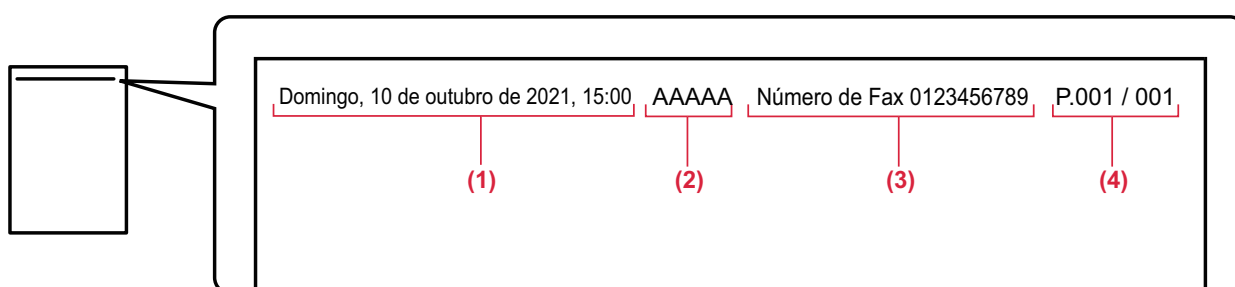 Domingo, 10 de outubro de 2021, 15:00 AAAAA Número de Fax 0123456789 P.001 / 001
(1) (2) (3) (4)